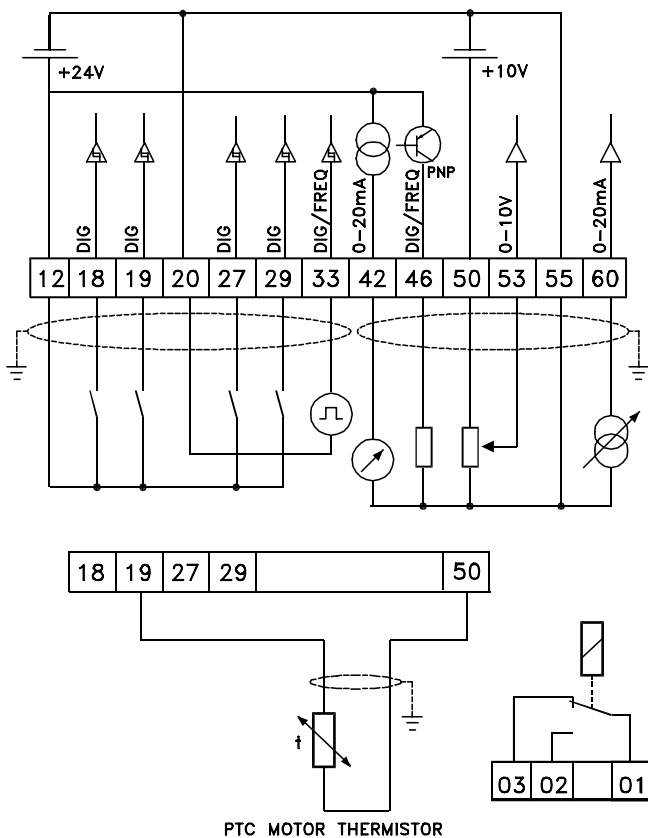 +24V
+10V
PNP
DIG
DIG
DIG
DIG
DIG/FREQ
0-20mA
DIG/FREQ
0-10V
0-20mA
12 18 19 20 27 29 33 42 46 50 53 55 60
18 19 27 29 50
t
03 02 01
PTC MOTOR THERMISTOR